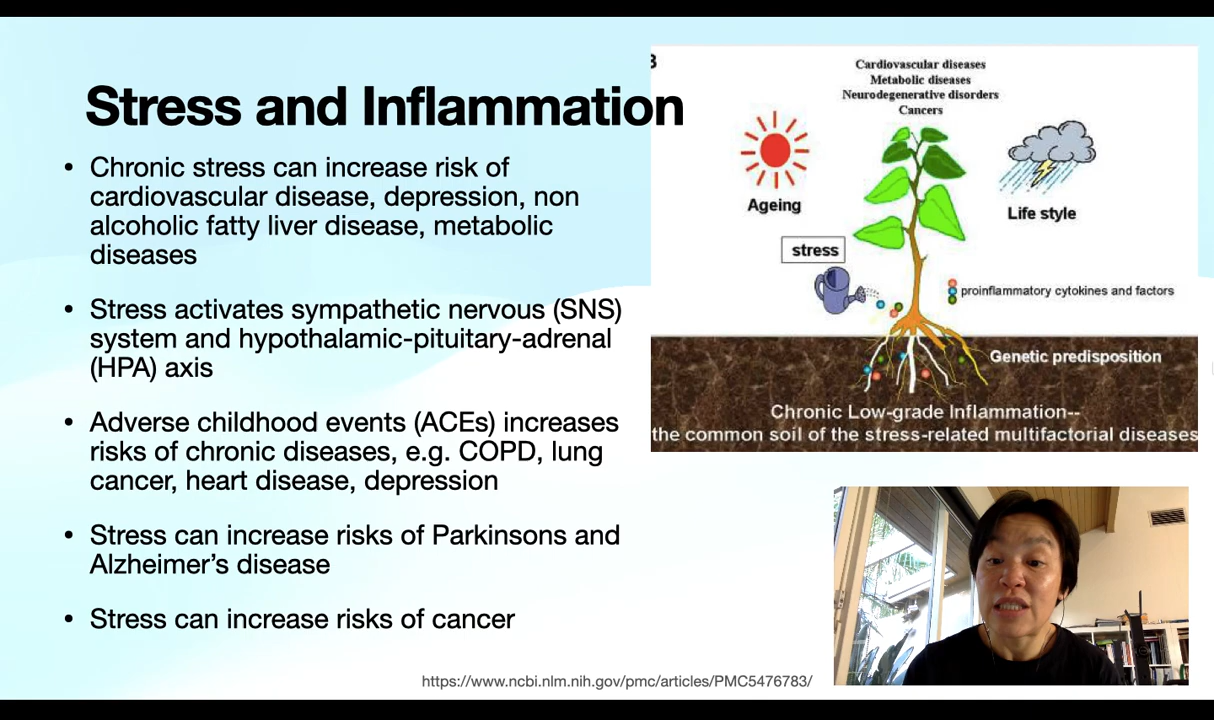 Stress and Inflammation
• Chronic stress can increase risk of
cardiovascular disease, depression, non
alcoholic fatty liver disease, metabolic
diseases
• Stress activates sympathetic nervous (SNS)
system and hypothalamic-pituitary-adrenal
(HPA) axis
• Adverse childhood events (ACEs) increases
risks of chronic diseases, e.g. COPD, lung
cancer, heart disease, depression
• Stress can increase risks of Parkinsons and
Alzheimer’s disease
• Stress can increase risks of cancer
https://www.ncbi.nlm.nih.gov/pmc/articles/PMC5476783/
Cardiovascular diseases
Metabolic diseases
Neurodegenerative disorders
Cancers
Ageing
Life style
stress
proinflammatory cytokines and factors
Genetic predisposition
Chronic Low-grade Inflammation--
the common soil of the stress-related multifactorial diseases